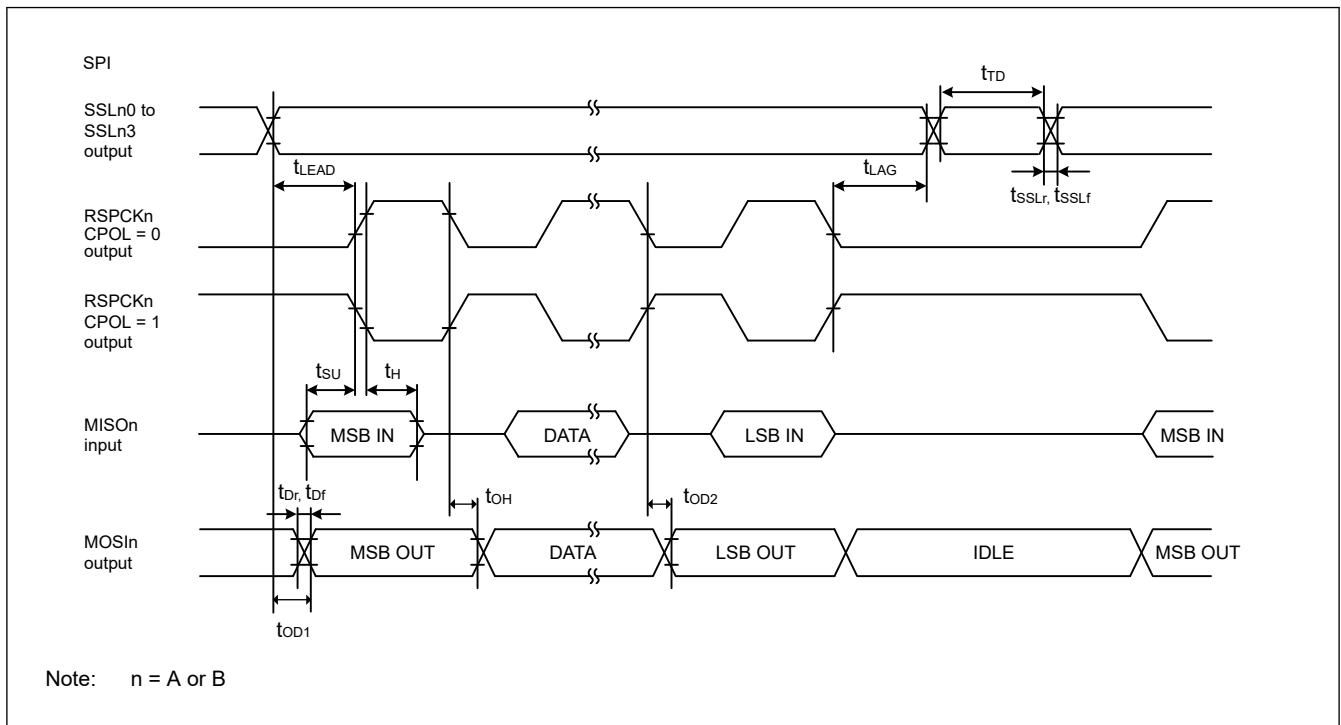 SPI
tTD
SSLn0 to
SSLn3
output
tLEAD
tLAG
tSSLr, tSSLf
RSPCKn
CPOL = 0
output
RSPCKn
CPOL = 1
output
tSU
tH
MISOn
input
MSB IN
DATA
LSB IN
MSB IN
tDr, tDf
tOH
tOD2
MOSIn
output
MSB OUT
DATA
LSB OUT
IDLE
MSB OUT
tOD1
Note: n = A or B